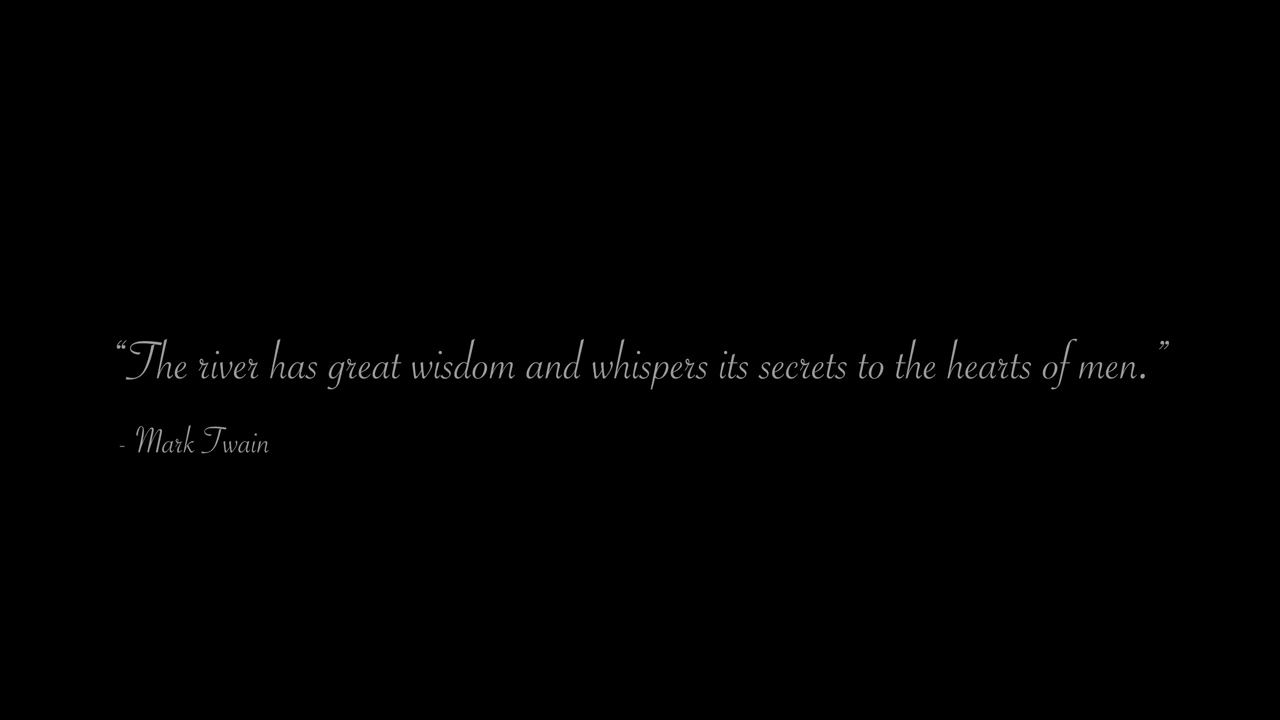 “The river has great wisdom and whispers its secrets to the hearts of men.”
- Mark Twain